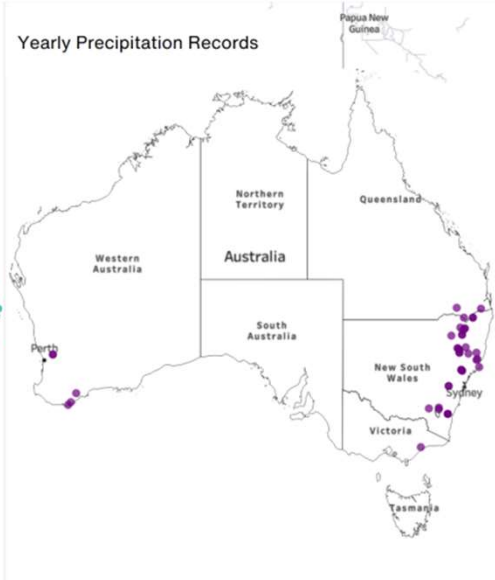 Papua New
Guinea
Yearly Precipitation Records
Northern
Territory
Queensland
Western
Australia
Australia
South
Australia
Perth
New South
Wales
Sydney
Victoria
Tasmania